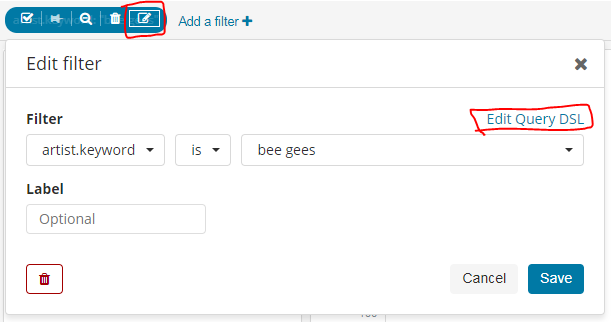 Add a filter +
Edit filter
Filter
Edit Query DSL
artist.keyword
is
bee gees
Label
Optional
Cancel
Save